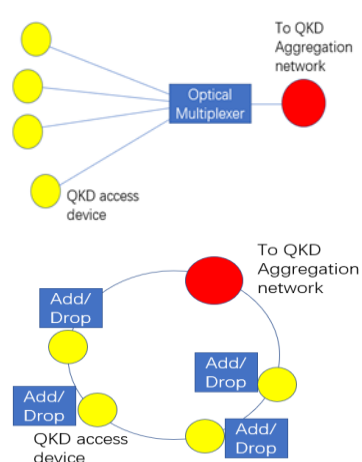 To QKD
Aggregation
network
Optical
Multiplexer
QKD access
device
To QKD
Aggregation
network
Add/
Drop
Add/
Drop
Add/
Drop
QKD access
device
Add/
Drop